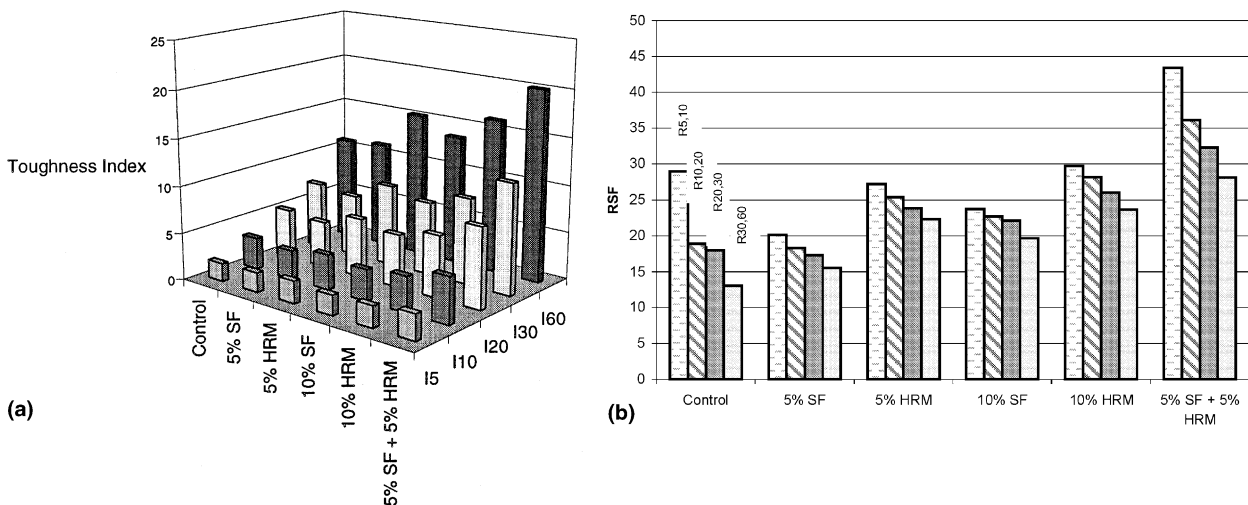 25
20
15
10
5
0
Toughness Index
Control
5% SF
5% HRM
10% SF
10% HRM
5% SF + 5% HRM
I5
I10
I20
I30
I60
(a)
50
45
40
35
30
25
20
15
10
5
0
RSF
R5,10
R10,20
R20,30
R30,60
Control
5% SF
5% HRM
10% SF
10% HRM
5% SF + 5%
HRM
(b)